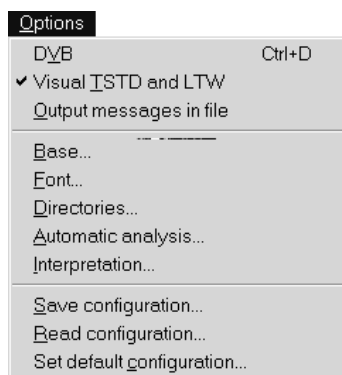 Options
DVB Ctrl+D
Visual TSTD and LTW
Output messages in file
Base...
Font...
Directories...
Automatic analysis...
Interpretation...
Save configuration...
Read configuration...
Set default configuration...